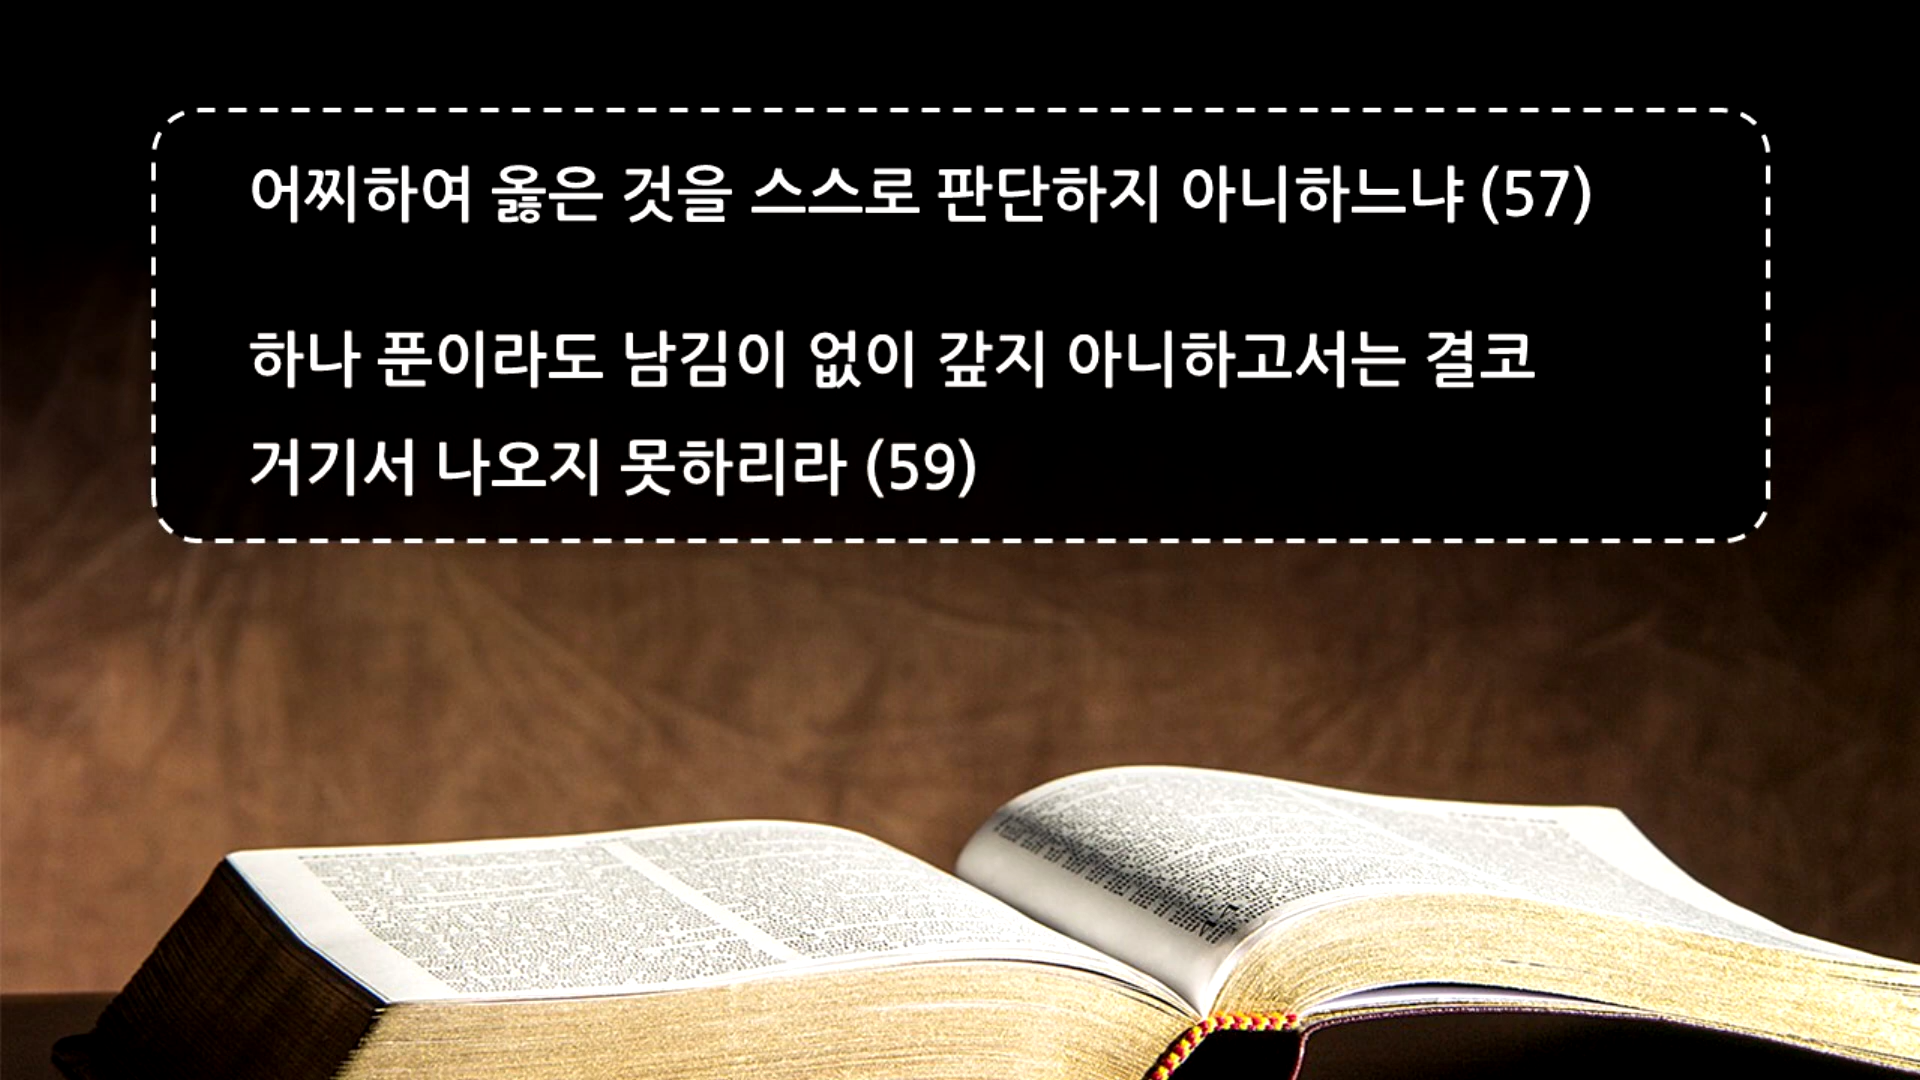 어찌하여 옳은 것을 스스로 판단하지 아니하느냐 (57)
하나 푼이라도 남김이 없이 갚지 아니하고서는 결코
거기서 나오지 못하리라 (59)